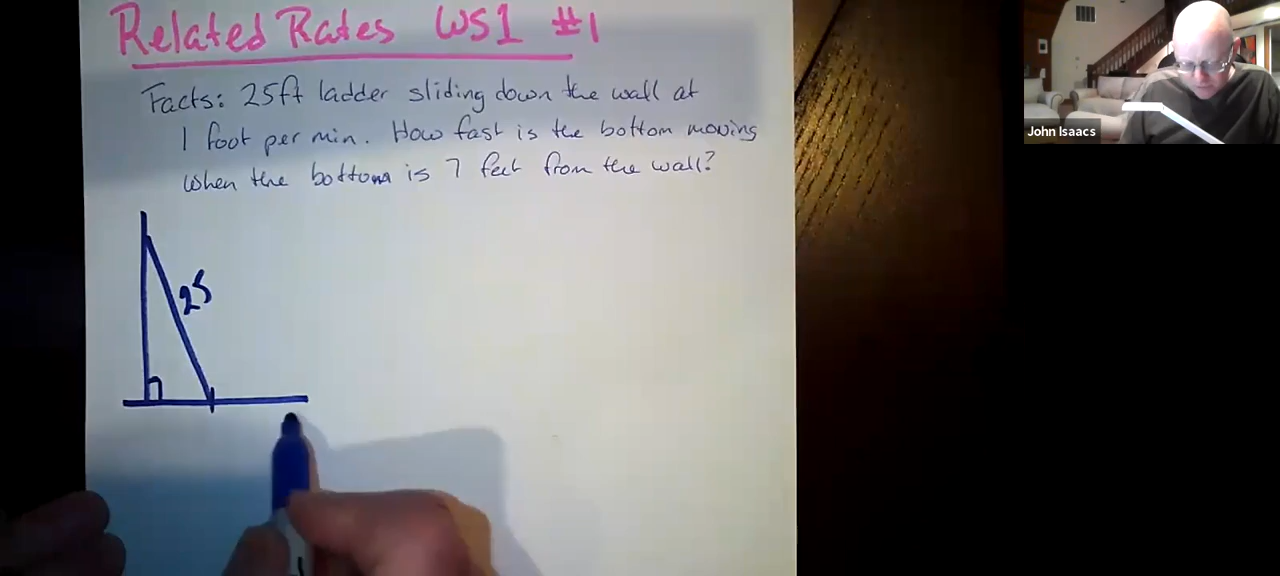 Related Rates WS1 #1
Facts: 25ft ladder sliding down the wall at
1 foot per min. How fast is the bottom moving
when the bottom is 7 feet from the wall?
25
John Isaacs